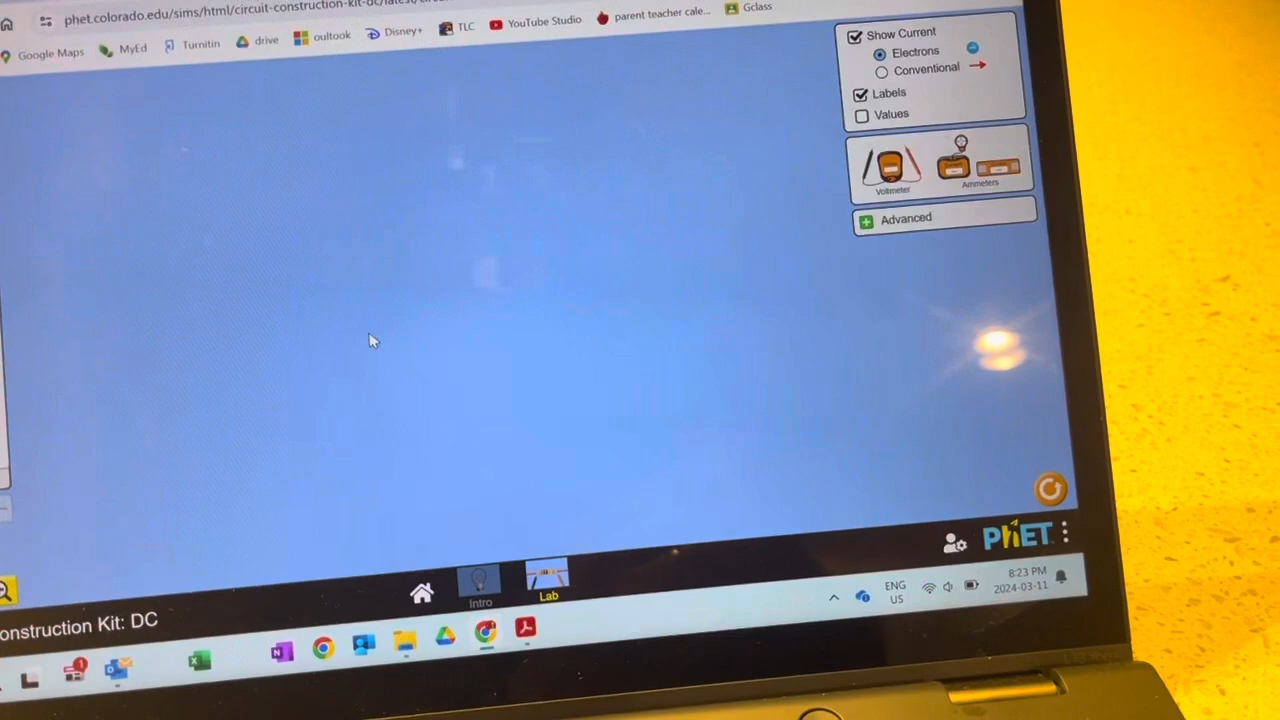 phet.colorado.edu/sims/html/circuit-construction-kit-dc/latest/circui
Google Maps MyEd Turnitin drive oultook Disney+ TLC YouTube Studio parent teacher cale... Gclass
Show Current
Electrons
Conventional
Labels
Values
Voltmeter Ammeters
Advanced
PhET
Intro Lab
onstruction Kit: DC
ENG
US
8:23 PM
2024-03-11